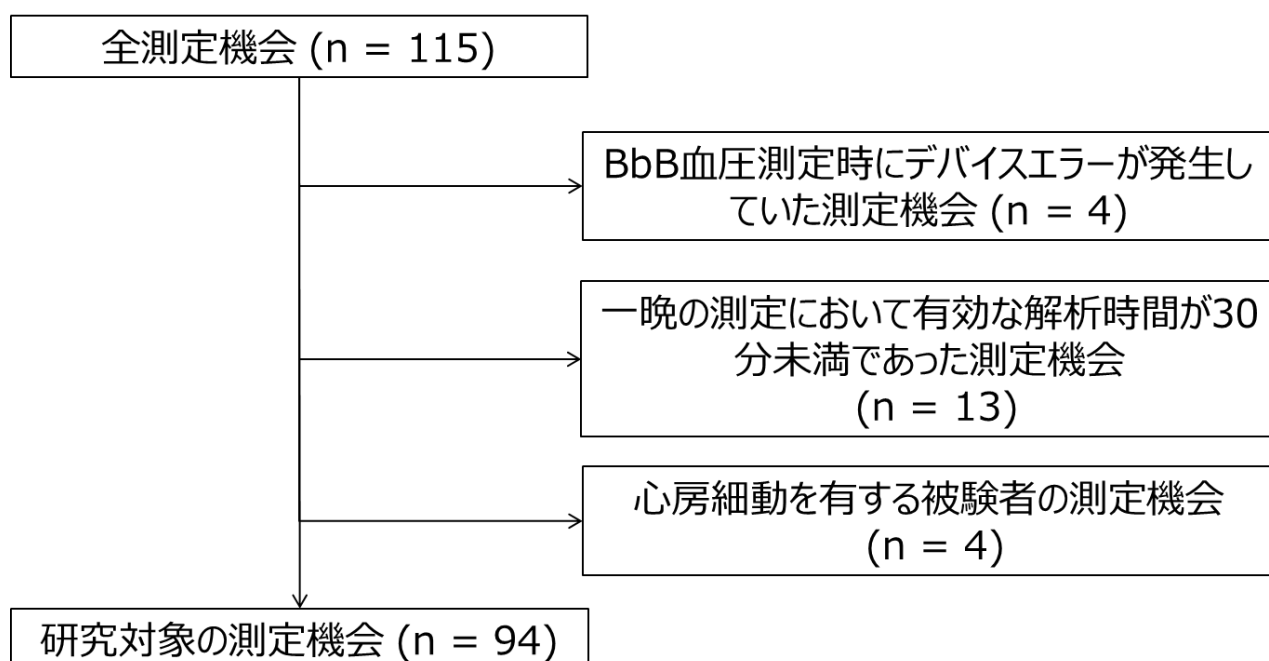 全測定機会 (n = 115)
BbB血圧測定時にデバイスエラーが発生し
ていた測定機会 (n = 4)
一晩の測定において有効な解析時間が30
分未満であった測定機会
(n = 13)
心房細動を有する被験者の測定機会
(n = 4)
研究対象の測定機会 (n = 94)